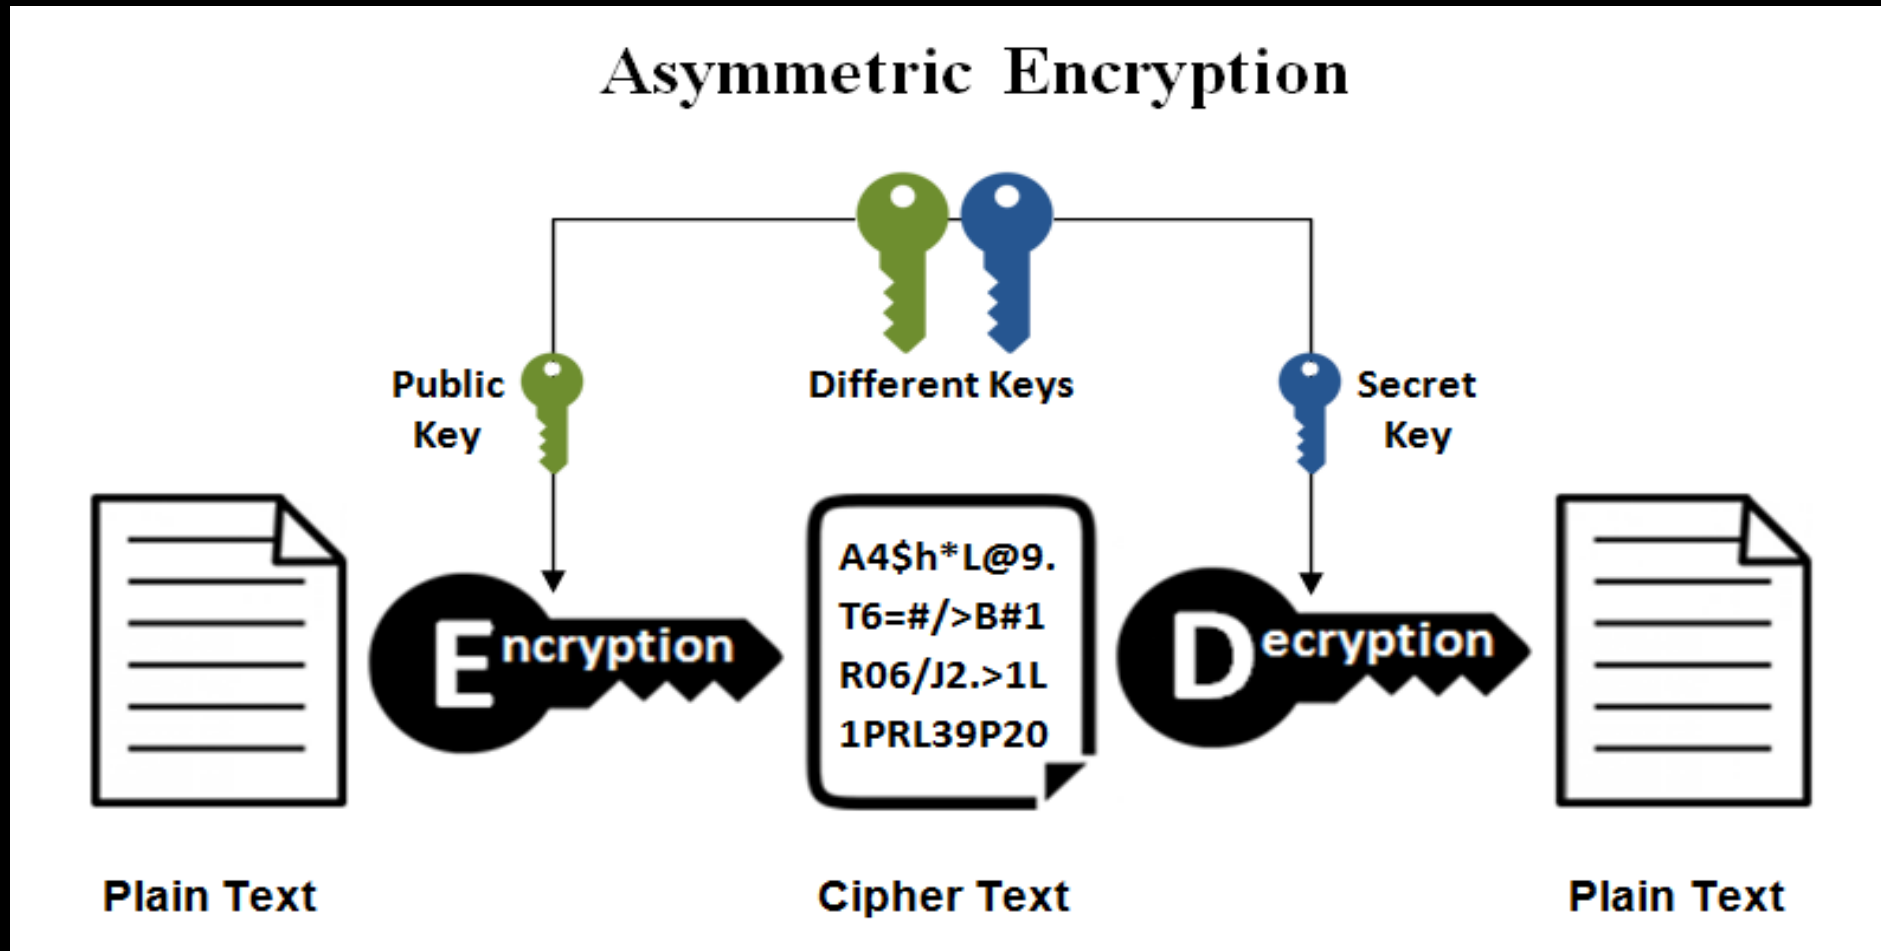 Asymmetric Encryption
Public
Key
Different Keys
Secret
Key
Encryption
A4$h*L@9.
T6=#/>B#1
R06/J2.>1L
1PRL39P20
Decryption
Plain Text
Cipher Text
Plain Text